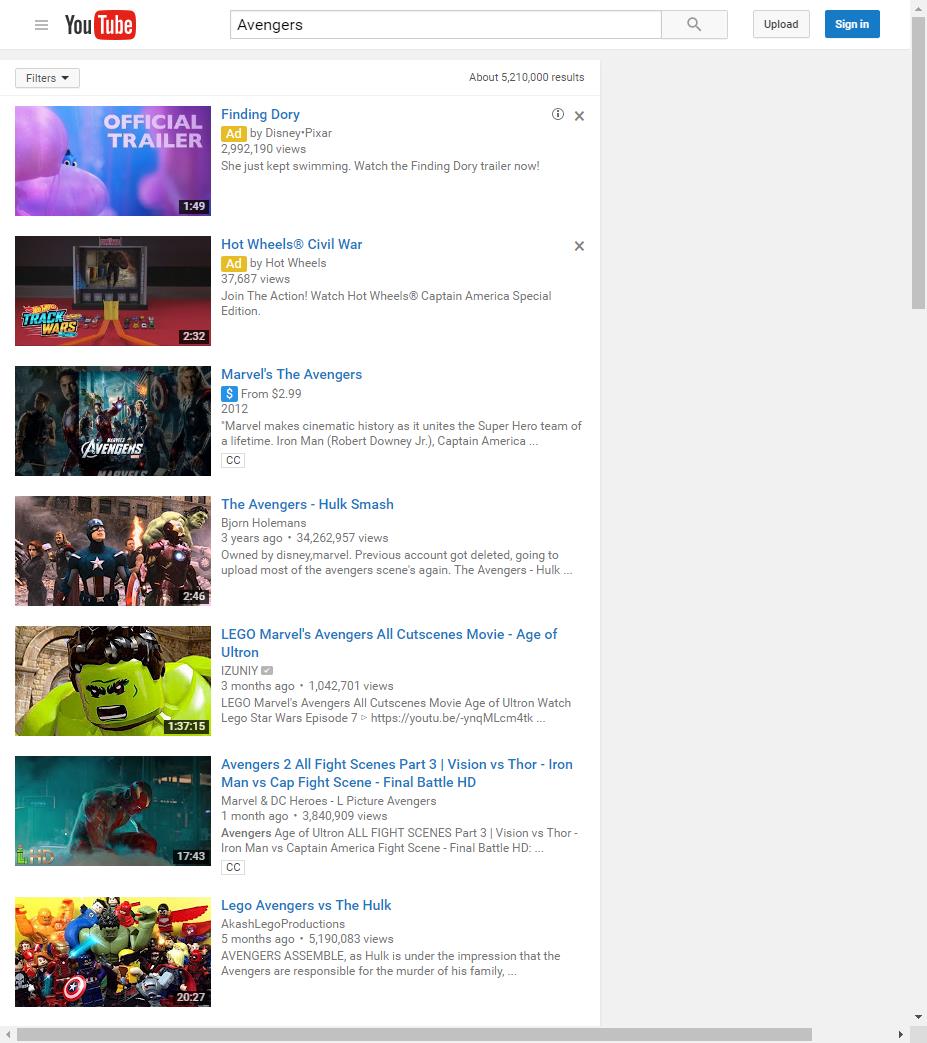 YouTube
Avengers
Upload
Sign in
Filters
About 5,210,000 results
OFFICIAL
TRAILER
1:49
Finding Dory
Ad by Disney•Pixar
2,992,190 views
She just kept swimming. Watch the Finding Dory trailer now!
HOT WHEELS
TRACK
WARS
2:32
Hot Wheels® Civil War
Ad by Hot Wheels
37,687 views
Join The Action! Watch Hot Wheels® Captain America Special
Edition.
MARVEL'S
AVENGERS
MARVEL'S
Marvel's The Avengers
$ From $2.99
2012
"Marvel makes cinematic history as it unites the Super Hero team of
a lifetime. Iron Man (Robert Downey Jr.), Captain America ...
CC
2:46
The Avengers - Hulk Smash
Bjorn Holemans
3 years ago • 34,262,957 views
Owned by disney,marvel. Previous account got deleted, going to
upload most of the avengers scene's again. The Avengers - Hulk ...
1:37:15
LEGO Marvel's Avengers All Cutscenes Movie - Age of
Ultron
IZUNIY
3 months ago • 1,042,701 views
LEGO Marvel's Avengers All Cutscenes Movie Age of Ultron Watch
Lego Star Wars Episode 7 ▹ https://youtu.be/-ynqMLcm4tk ...
HD
17:43
Avengers 2 All Fight Scenes Part 3 | Vision vs Thor - Iron
Man vs Cap Fight Scene - Final Battle HD
Marvel & DC Heroes - L Picture Avengers
1 month ago • 3,840,909 views
Avengers Age of Ultron ALL FIGHT SCENES Part 3 | Vision vs Thor -
Iron Man vs Captain America Fight Scene - Final Battle HD: ...
CC
20:27
Lego Avengers vs The Hulk
AkashLegoProductions
5 months ago • 5,190,083 views
AVENGERS ASSEMBLE, as Hulk is under the impression that the
Avengers are responsible for the murder of his family, ...